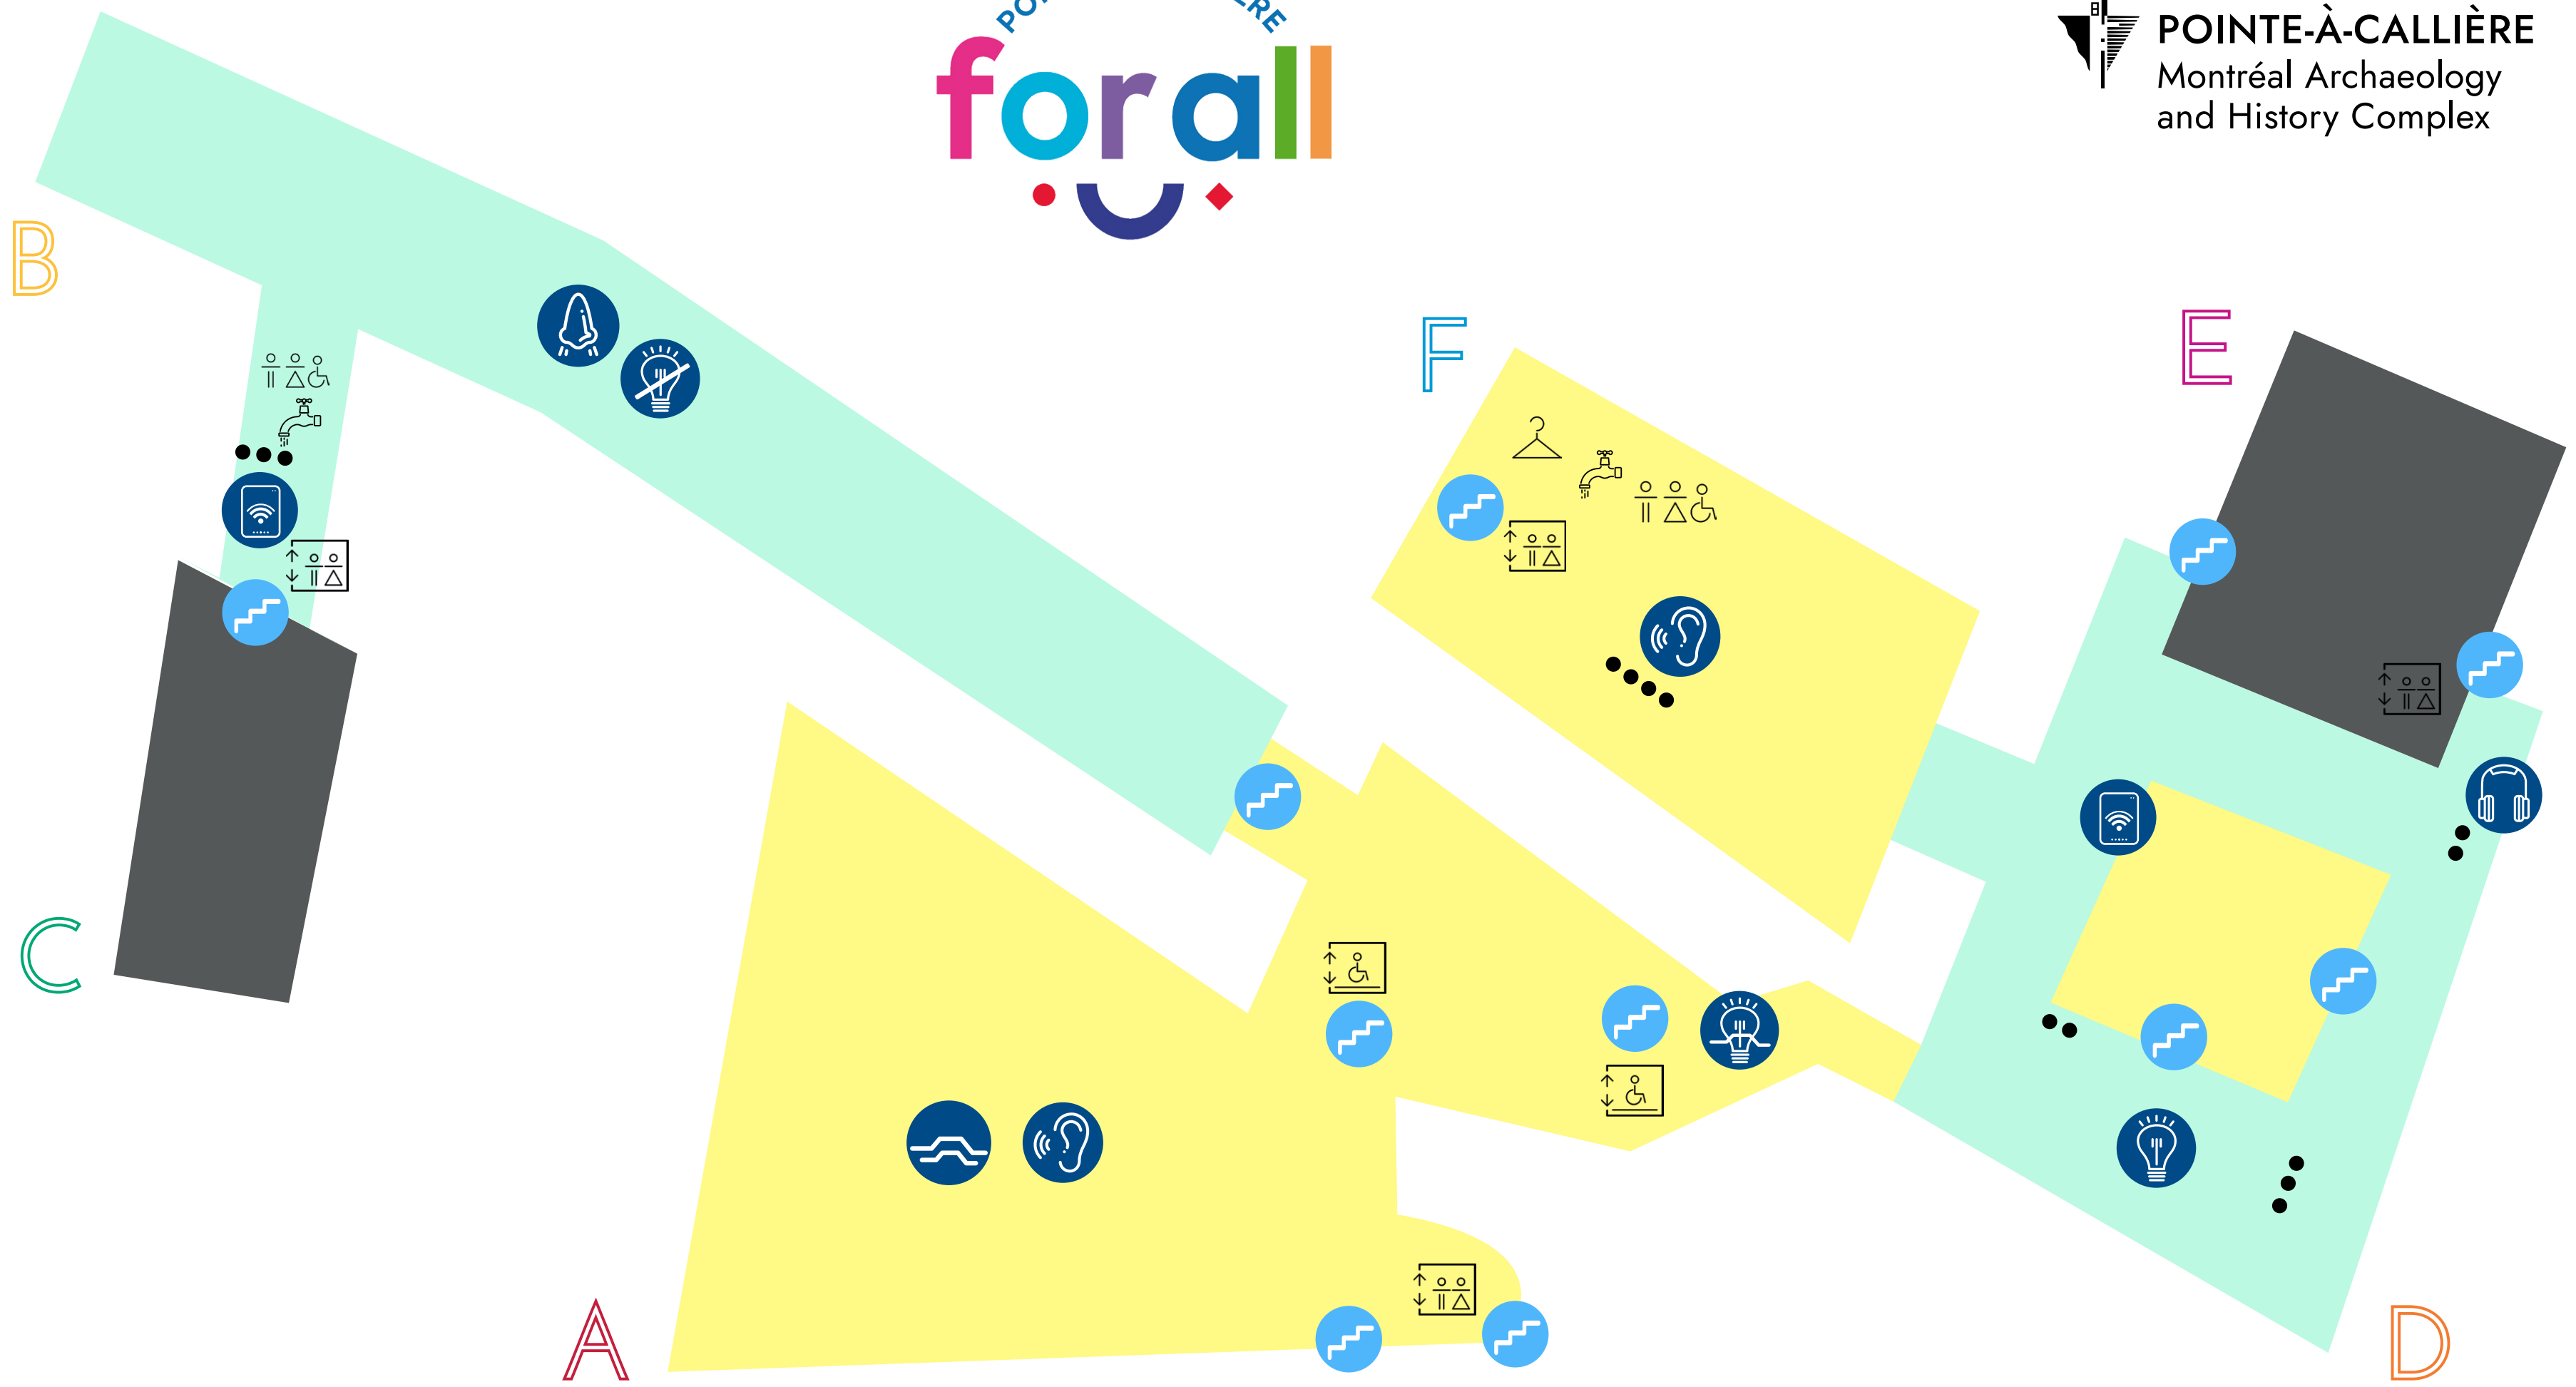 forall
POINTE-À-CALLIÈRE
Montréal Archaeology
and History Complex
B
F
E
C
A
D